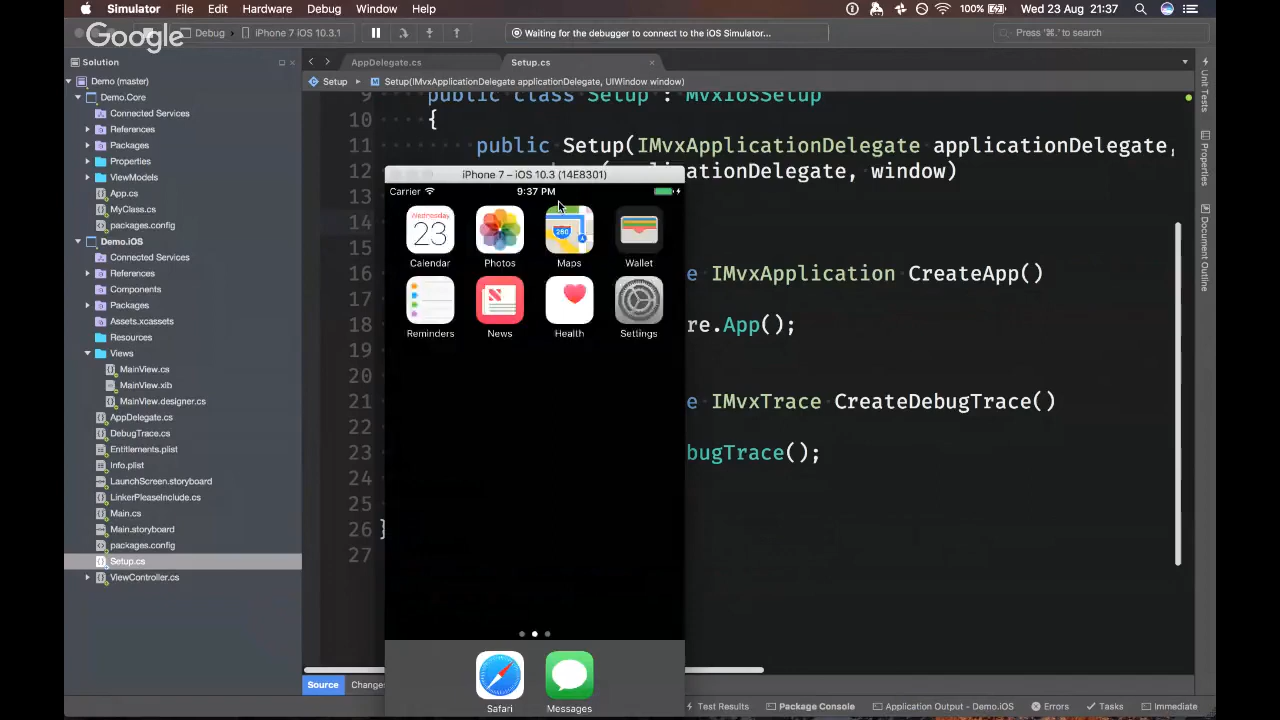 Simulator File Edit Hardware Debug Window Help 100% Wed 23 Aug 21:37
Google
Debug iPhone 7 iOS 10.3.1 Waiting for the debugger to connect to the iOS Simulator... Press '⌘.' to search
Solution
AppDelegate.cs Setup.cs
Setup Setup(IMvxApplicationDelegate applicationDelegate, UIWindow window)
Demo (master)
Demo.Core
Connected Services
References
Packages
Properties
ViewModels
App.cs
MyClass.cs
packages.config
Demo.iOS
Connected Services
References
Components
Packages
Assets.xcassets
Resources
Views
MainView.cs
MainView.xib
MainView.designer.cs
AppDelegate.cs
DebugTrace.cs
Entitlements.plist
Info.plist
LaunchScreen.storyboard
LinkerPleaseInclude.cs
Main.cs
Main.storyboard
packages.config
Setup.cs
ViewController.cs
9 public class Setup : MvxIosSetup
10 {
11 public Setup(IMvxApplicationDelegate applicationDelegate,
12 icationDelegate, window)
13
14
15
16 e IMvxApplication CreateApp()
17
18 re.App();
19
20
21 e IMvxTrace CreateDebugTrace()
22
23 bugTrace();
24
25
26 }
27
iPhone 7 – iOS 10.3 (14E8301)
Carrier 9:37 PM
Wednesday
23
280
Calendar Photos Maps Wallet
Reminders News Health Settings
Safari Messages
Unit Tests
Properties
Document Outline
Source Changes
Test Results Package Console Application Output - Demo.iOS Errors Tasks Immediate